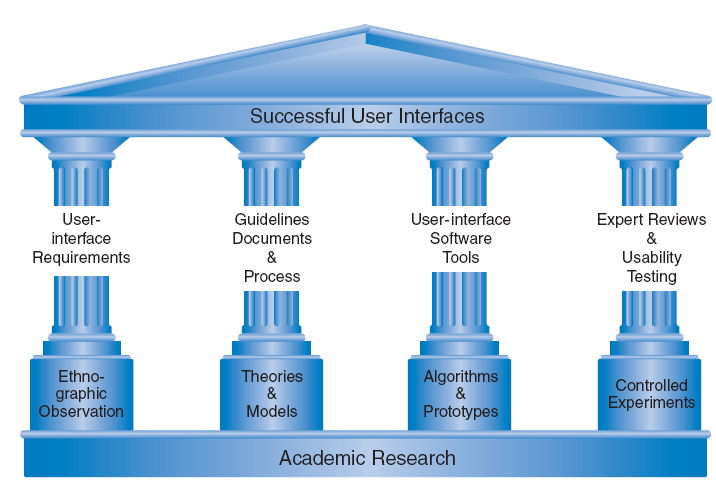 Successful User Interfaces
User-
interface
Requirements
Guidelines
Documents
&
Process
User-interface
Software
Tools
Expert Reviews
&
Usability
Testing
Ethno-
graphic
Observation
Theories
&
Models
Algorithms
&
Prototypes
Controlled
Experiments
Academic Research